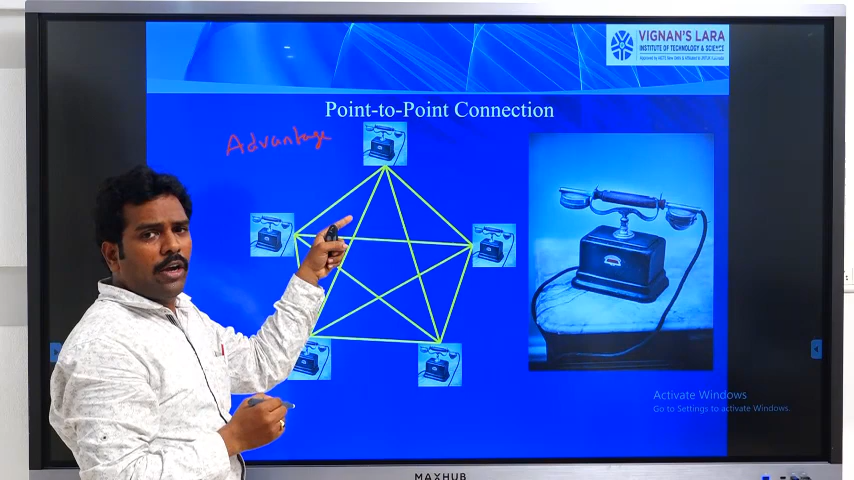 VIGNAN'S LARA
INSTITUTE OF TECHNOLOGY & SCIENCE
Point-to-Point Connection
Advantage
Activate Windows
Go to Settings to activate Windows.
MAXHUB